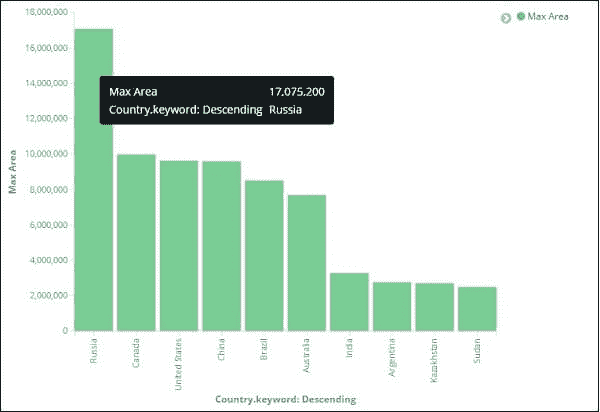 18,000,000
Max Area
16,000,000
14,000,000
12,000,000
10,000,000
8,000,000
6,000,000
4,000,000
2,000,000
0
Max Area
Max Area 17,075,200
Country.keyword: Descending Russia
Russia
Canada
United States
China
Brazil
Australia
India
Argentina
Kazakhstan
Sudan
Country.keyword: Descending